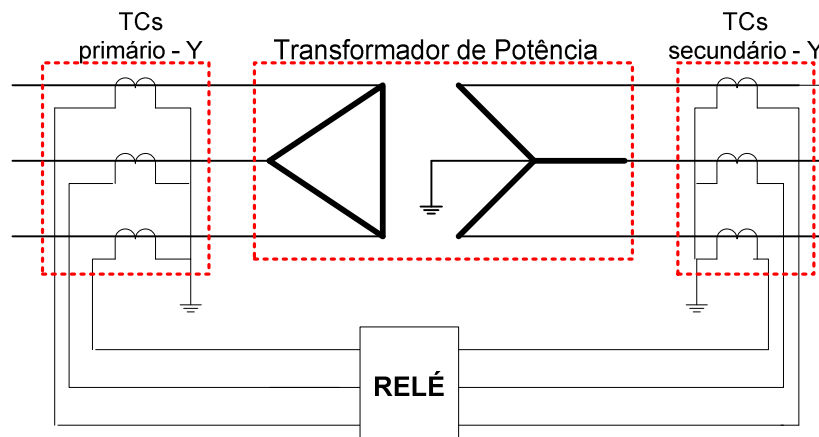 TCs
primário - Y
Transformador de Potência
TCs
secundário - Y
RELÉ